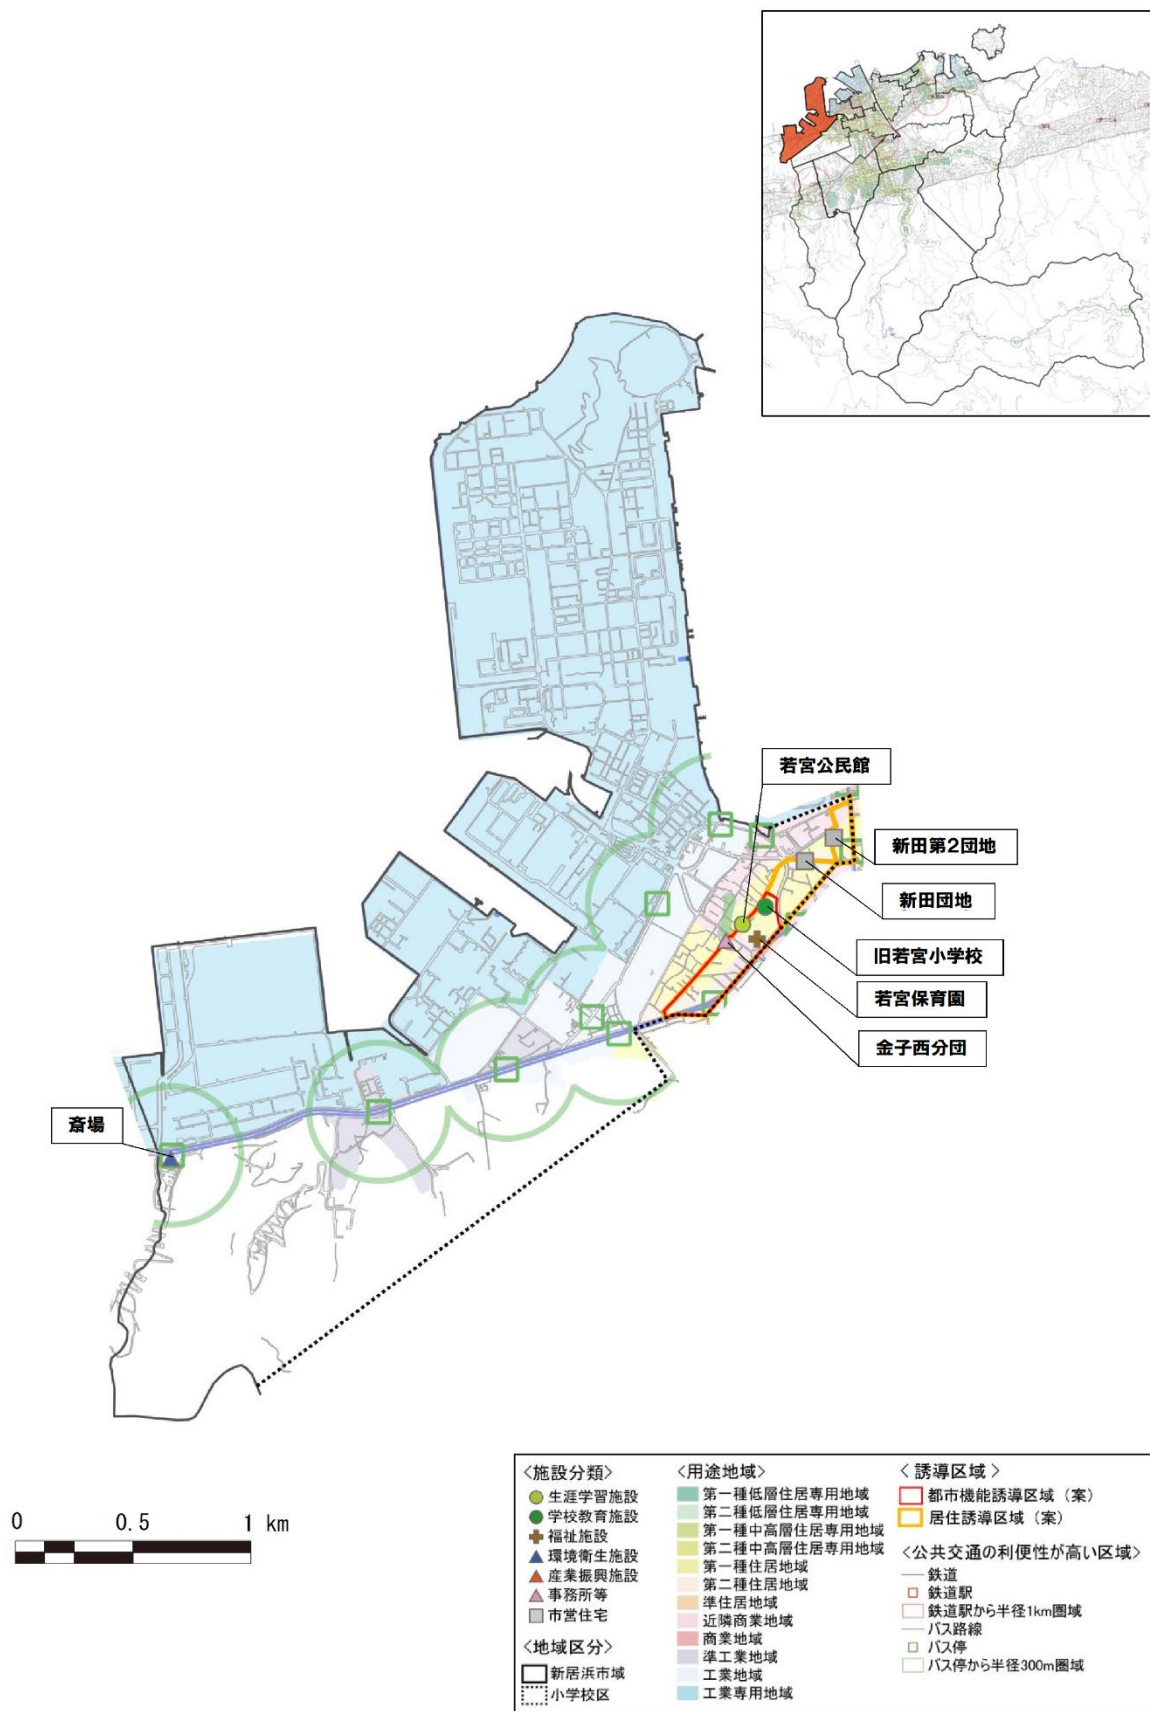 若宮公民館
新田第2団地
新田団地
旧若宮小学校
若宮保育園
金子西分団
斎場
0 0.5 1 km
<施設分類>
生涯学習施設
学校教育施設
福祉施設
環境衛生施設
産業振興施設
事務所等
市営住宅
<地域区分>
新居浜市域
小学校区
<用途地域>
第一種低層住居専用地域
第二種低層住居専用地域
第一種中高層住居専用地域
第二種中高層住居専用地域
第一種住居地域
第二種住居地域
準住居地域
近隣商業地域
商業地域
準工業地域
工業地域
工業専用地域
<誘導区域>
都市機能誘導区域（案）
居住誘導区域（案）
<公共交通の利便性が高い区域>
鉄道
鉄道駅
鉄道駅から半径1km圏域
バス路線
バス停
バス停から半径300m圏域